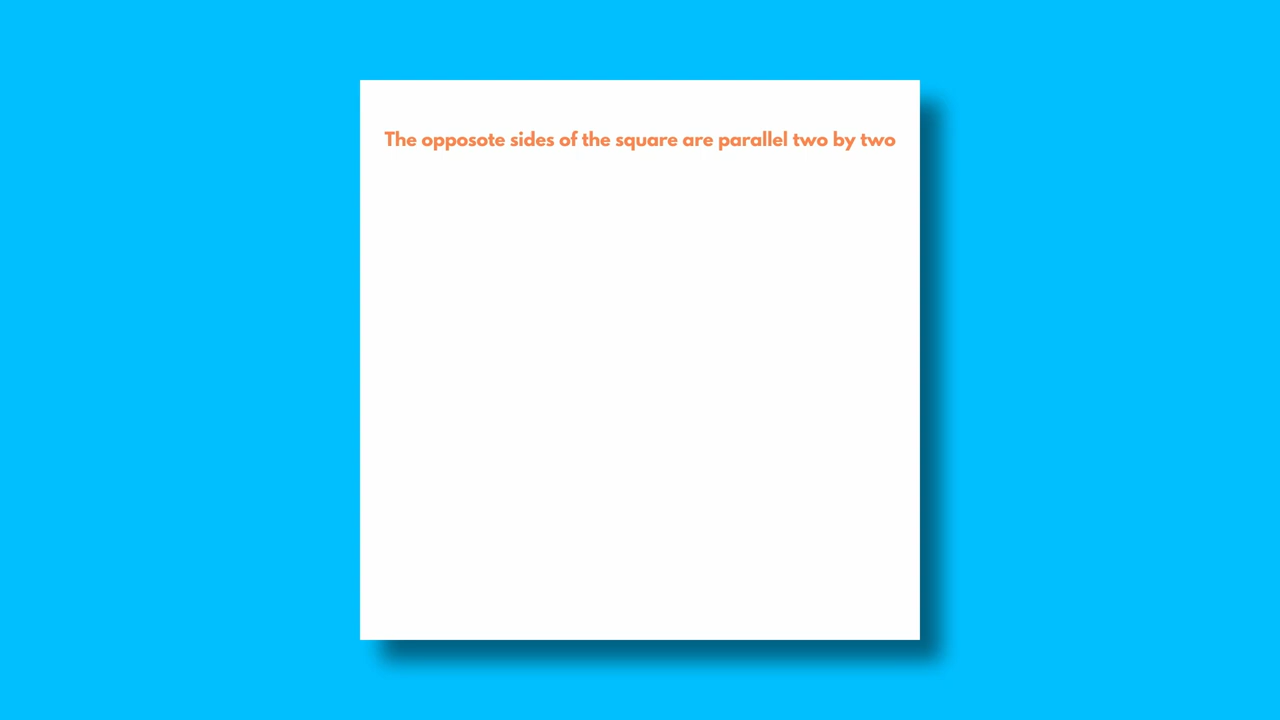 The opposote sides of the square are parallel two by two